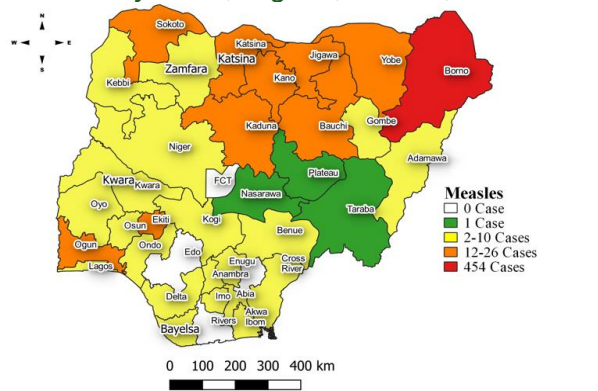 N
W
E
S
Sokoto
Katsina
Katsina
Jigawa
Yobe
Borno
Kebbi
Zamfara
Kano
Kaduna
Bauchi
Gombe
Adamawa
Niger
Plateau
FCT
Nasarawa
Taraba
Kwara
Kwara
Oyo
Osun
Ekiti
Kogi
Benue
Ogun
Ondo
Edo
Lagos
Enugu
Anambra
Cross
River
Delta
Imo
Abia
Akwa
Ibom
Rivers
Bayelsa
Measles
0 Case
1 Case
2-10 Cases
12-26 Cases
454 Cases
0 100 200 300 400 km